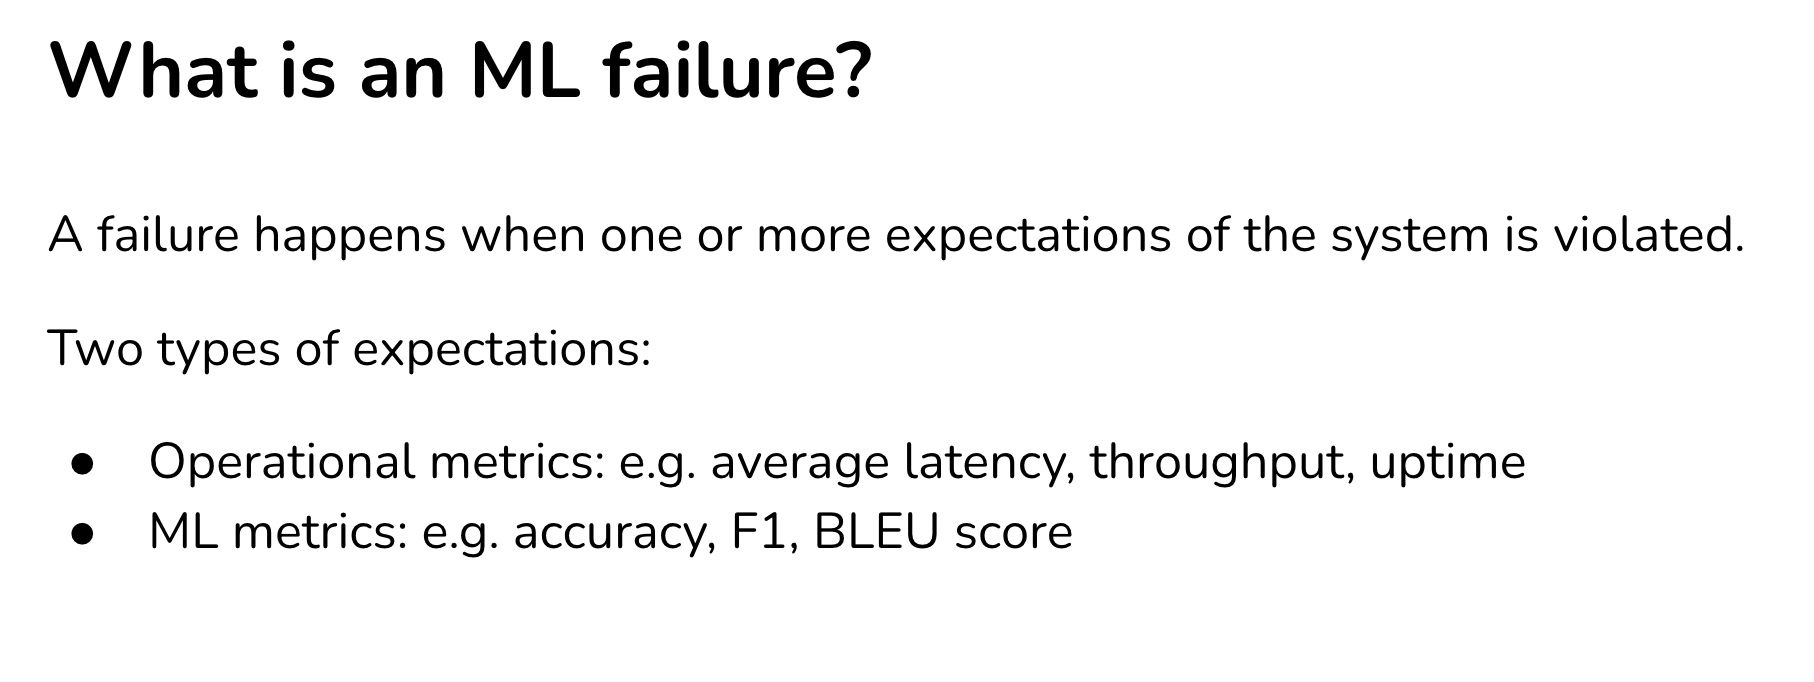 What is an ML failure?
A failure happens when one or more expectations of the system is violated.
Two types of expectations:
● Operational metrics: e.g. average latency, throughput, uptime
● ML metrics: e.g. accuracy, F1, BLEU score